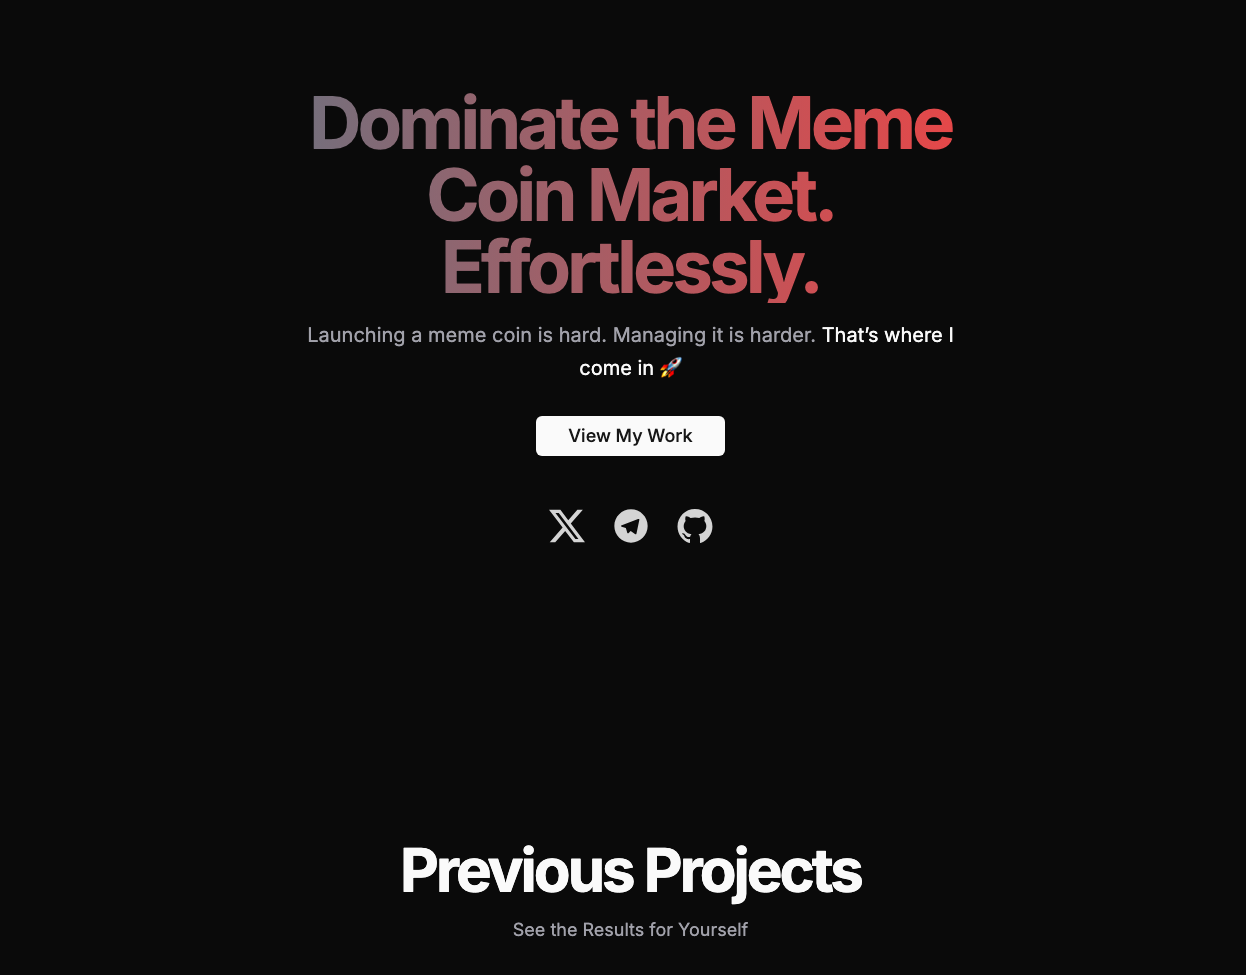 Dominate the Meme
Coin Market.
Effortlessly.
Launching a meme coin is hard. Managing it is harder. That’s where I
come in 🚀
View My Work
Previous Projects
See the Results for Yourself